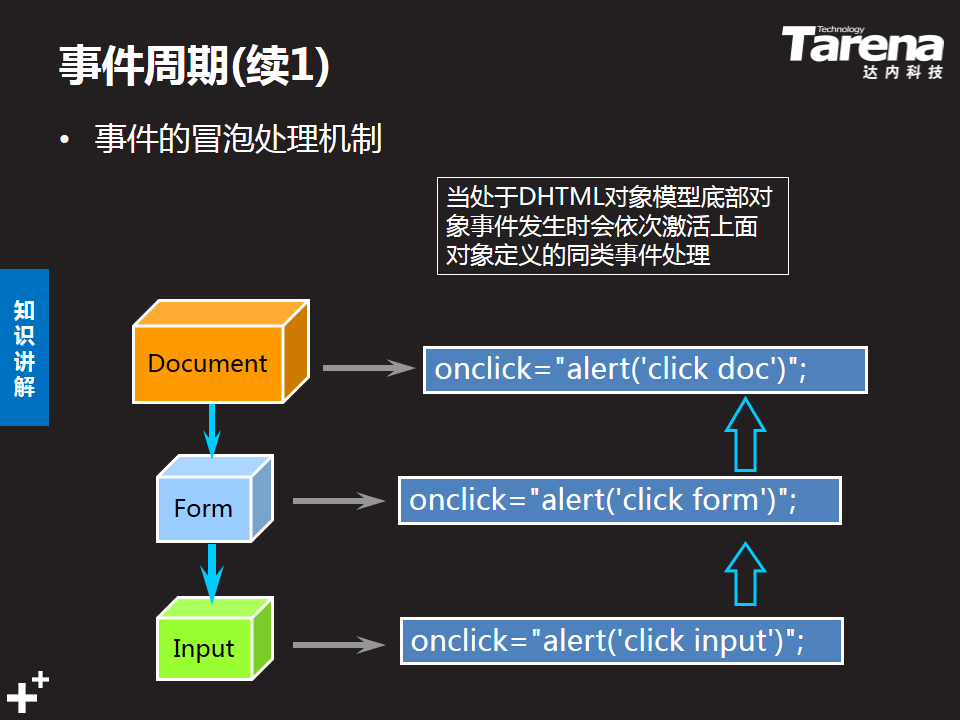 事件周期(续1)
Technology
Tarena
达内科技
• 事件的冒泡处理机制
当处于DHTML对象模型底部对
象事件发生时会依次激活上面
对象定义的同类事件处理
知识讲解
Document
onclick="alert('click doc')";
Form
onclick="alert('click form')";
Input
onclick="alert('click input')";